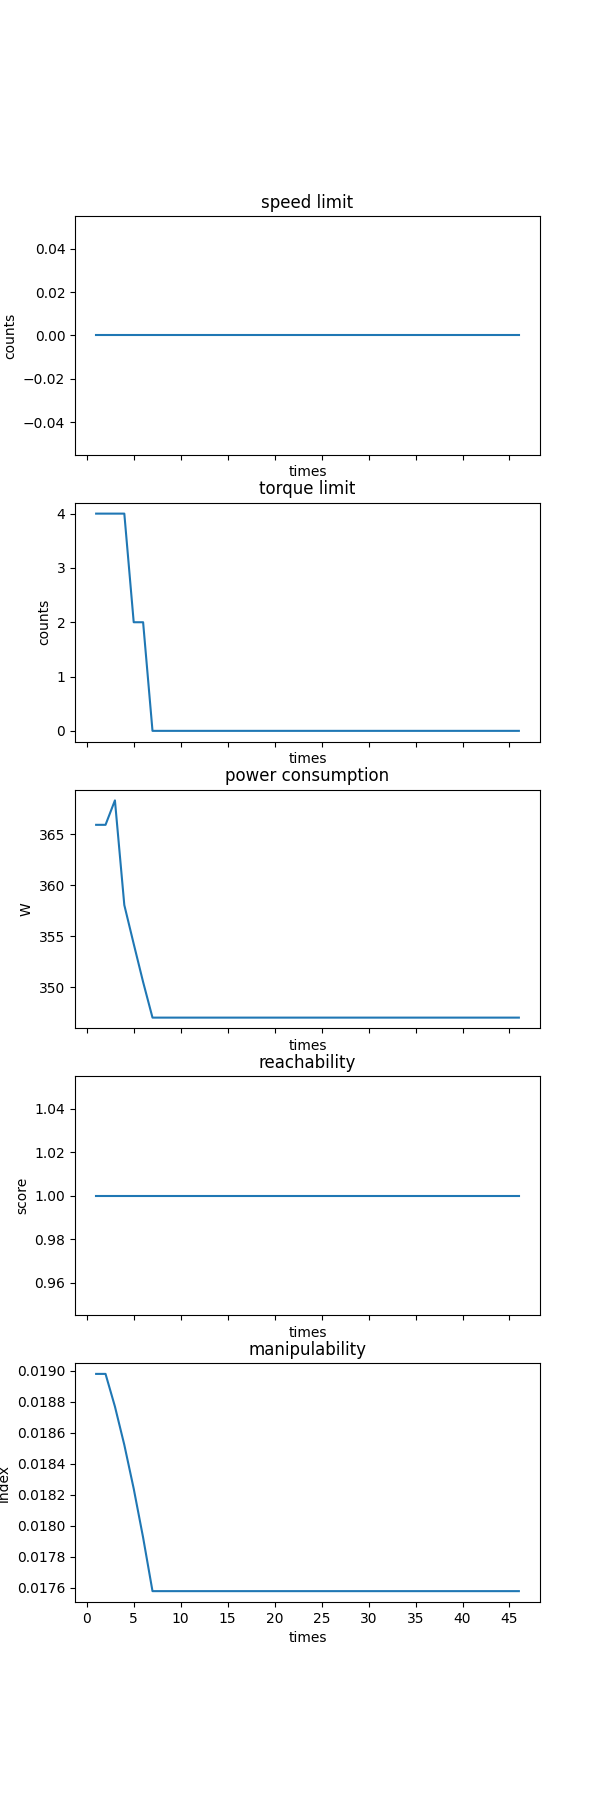 speed limit
0.04
0.02
0.00
−0.02
−0.04
counts
times
torque limit
4
3
2
1
0
counts
times
power consumption
365
360
355
350
W
times
reachability
1.04
1.02
1.00
0.98
0.96
score
times
manipulability
0.0190
0.0188
0.0186
0.0184
0.0182
0.0180
0.0178
0.0176
index
0 5 10 15 20 25 30 35 40 45
times